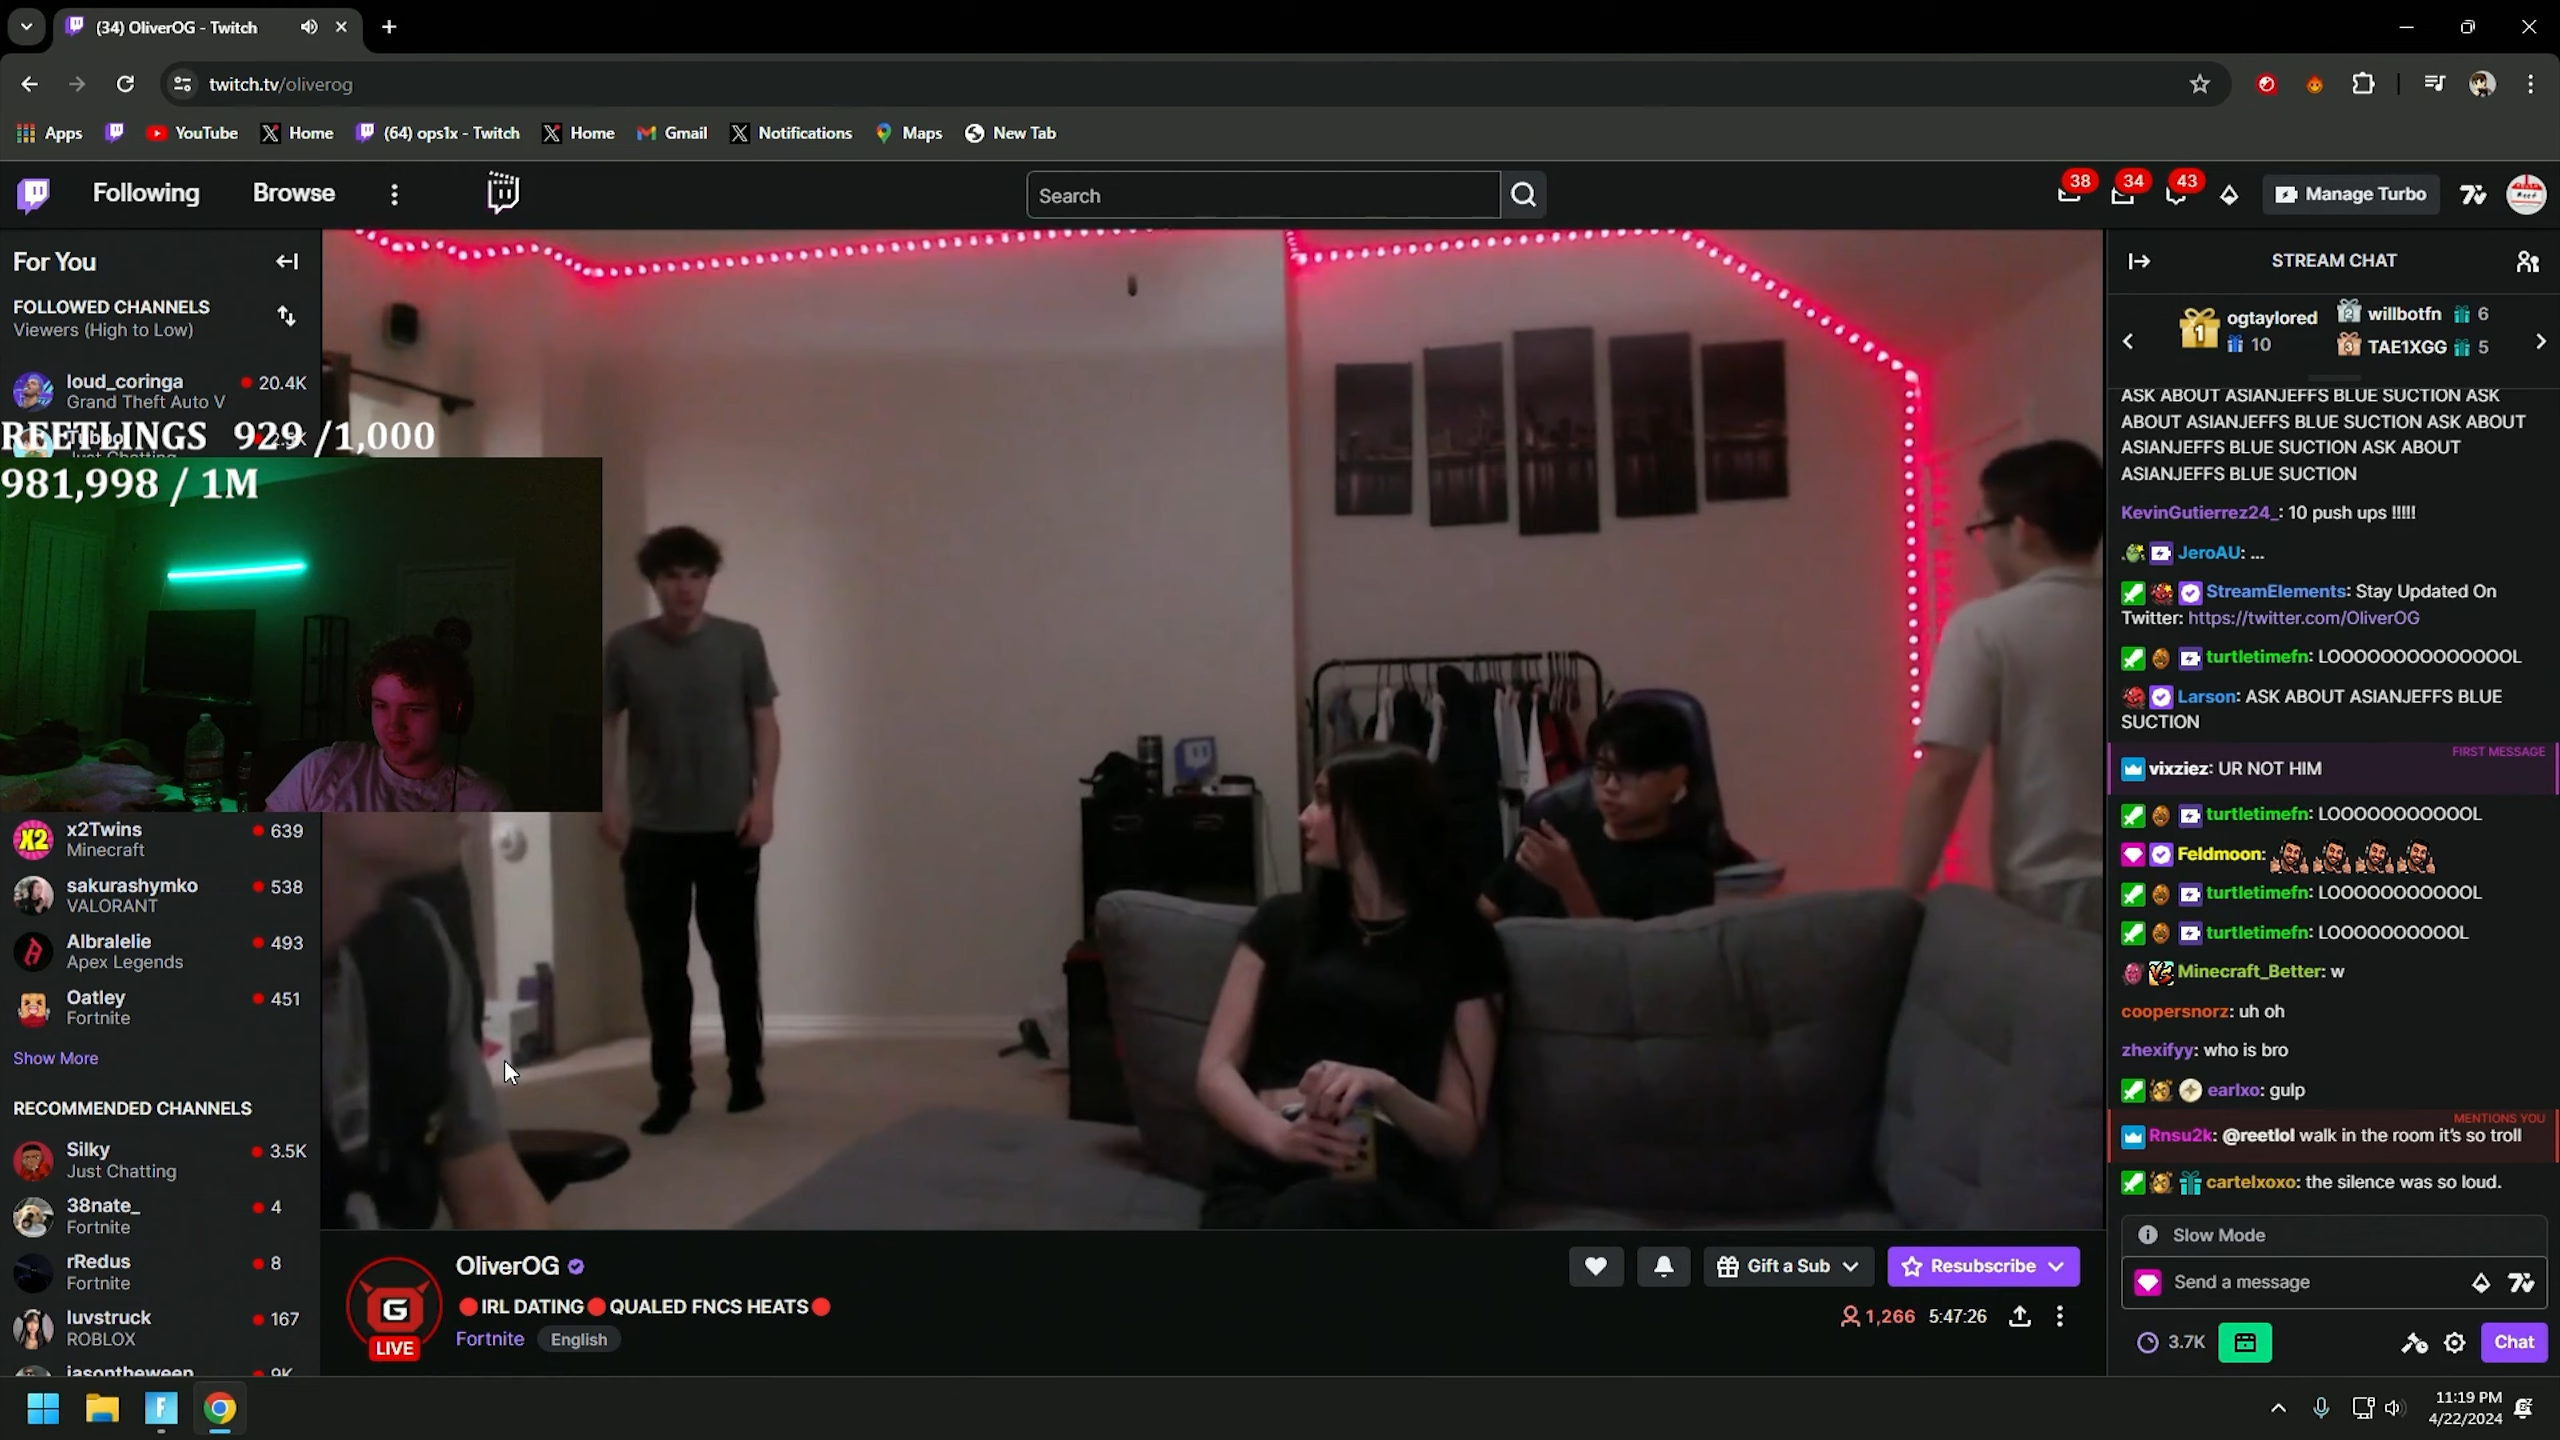 (34) OliverOG - Twitch
twitch.tv/oliverog
Apps
YouTube
Home
(64) ops1x - Twitch
Home
Gmail
Notifications
Maps
New Tab
Following
Browse
Search
38
34
43
Manage Turbo
For You
FOLLOWED CHANNELS
Viewers (High to Low)
loud_coringa
20.4K
Grand Theft Auto V
REETLINGS 929 /1,000
981,998 / 1M
x2Twins
639
Minecraft
sakurashymko
538
VALORANT
Albralelie
493
Apex Legends
Oatley
451
Fortnite
Show More
RECOMMENDED CHANNELS
Silky
3.5K
Just Chatting
38nate_
4
Fortnite
rRedus
8
Fortnite
luvstruck
167
ROBLOX
jasontheween
9K
OliverOG
🔴IRL DATING🔴QUALED FNCS HEATS🔴
Fortnite
English
G
LIVE
Gift a Sub
Resubscribe
1,266
5:47:26
STREAM CHAT
1
ogtaylored
10
2
willbotfn
6
3
TAE1XGG
5
ASK ABOUT ASIANJEFFS BLUE SUCTION ASK
ABOUT ASIANJEFFS BLUE SUCTION ASK ABOUT
ASIANJEFFS BLUE SUCTION ASK ABOUT
ASIANJEFFS BLUE SUCTION
KevinGutierrez24_: 10 push ups !!!!!
JeroAU: ...
StreamElements: Stay Updated On
Twitter: https://twitter.com/OliverOG
turtletimefn: LOOOOOOOOOOOOOOL
Larson: ASK ABOUT ASIANJEFFS BLUE
SUCTION
FIRST MESSAGE
vixziez: UR NOT HIM
turtletimefn: LOOOOOOOOOOOL
Feldmoon:
turtletimefn: LOOOOOOOOOOOL
turtletimefn: LOOOOOOOOOOL
Minecraft_Better: w
coopersnorz: uh oh
zhexifyy: who is bro
earlxo: gulp
MENTIONS YOU
Rnsu2k: @reetlol walk in the room it's so troll
cartelxoxo: the silence was so loud.
Slow Mode
Send a message
3.7K
Chat
11:19 PM
4/22/2024